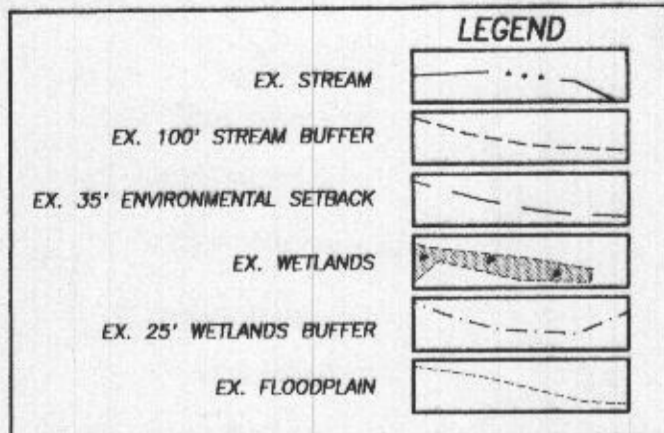 LEGEND
EX. STREAM
EX. 100' STREAM BUFFER
EX. 35' ENVIRONMENTAL SETBACK
EX. WETLANDS
EX. 25' WETLANDS BUFFER
EX. FLOODPLAIN